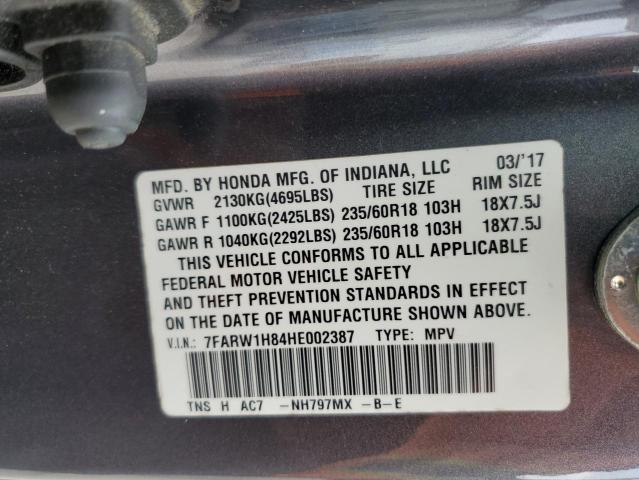 MFD. BY HONDA MFG. OF INDIANA, LLC 03/'17
GVWR 2130KG(4695LBS) TIRE SIZE RIM SIZE
GAWR F 1100KG(2425LBS) 235/60R18 103H 18X7.5J
GAWR R 1040KG(2292LBS) 235/60R18 103H 18X7.5J
THIS VEHICLE CONFORMS TO ALL APPLICABLE
FEDERAL MOTOR VEHICLE SAFETY
AND THEFT PREVENTION STANDARDS IN EFFECT
ON THE DATE OF MANUFACTURE SHOWN ABOVE.
V.I.N.: 7FARW1H84HE002387 TYPE: MPV
TNS H AC7 -NH797MX -B-E